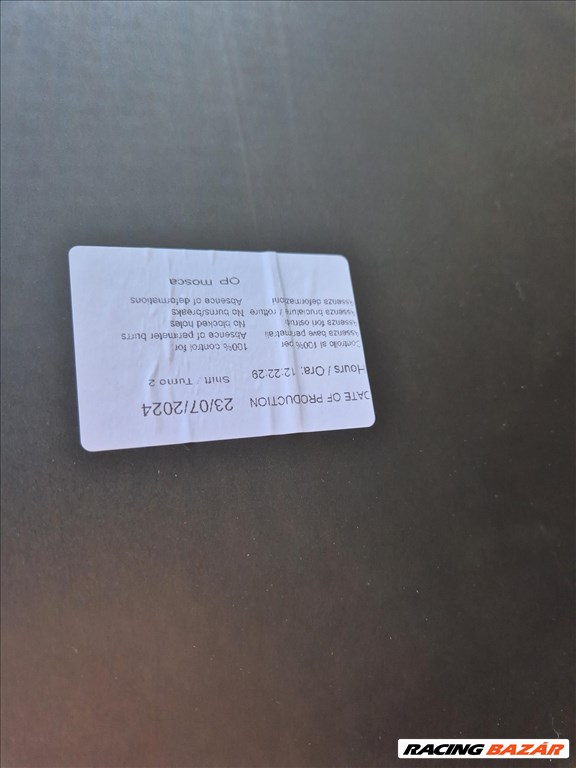 DATE OF PRODUCTION 23/07/2024
Hours / Ora: 12:22:29 Shift / Turno 2
Controllo al 100% per: 100% control for:
Assenza bave perimetrali Absence of perimeter burrs
Assenza fori ostruiti No blocked holes
Assenza bruciature / rotture No burns/breaks
Assenza deformazioni Absence of deformations
Op mosca
RACING BAZÁR